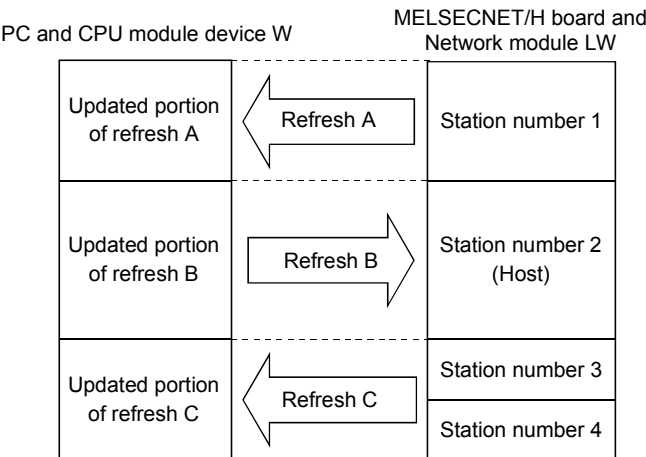 PC and CPU module device W
MELSECNET/H board and
Network module LW
Updated portion
of refresh A
Refresh A
Station number 1
Updated portion
of refresh B
Refresh B
Station number 2
(Host)
Updated portion
of refresh C
Refresh C
Station number 3
Station number 4